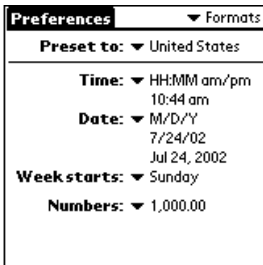 Preferences Formats
Preset to: United States
Time: HH:MM am/pm
10:44 am
Date: M/D/Y
7/24/02
Jul 24, 2002
Week starts: Sunday
Numbers: 1,000.00